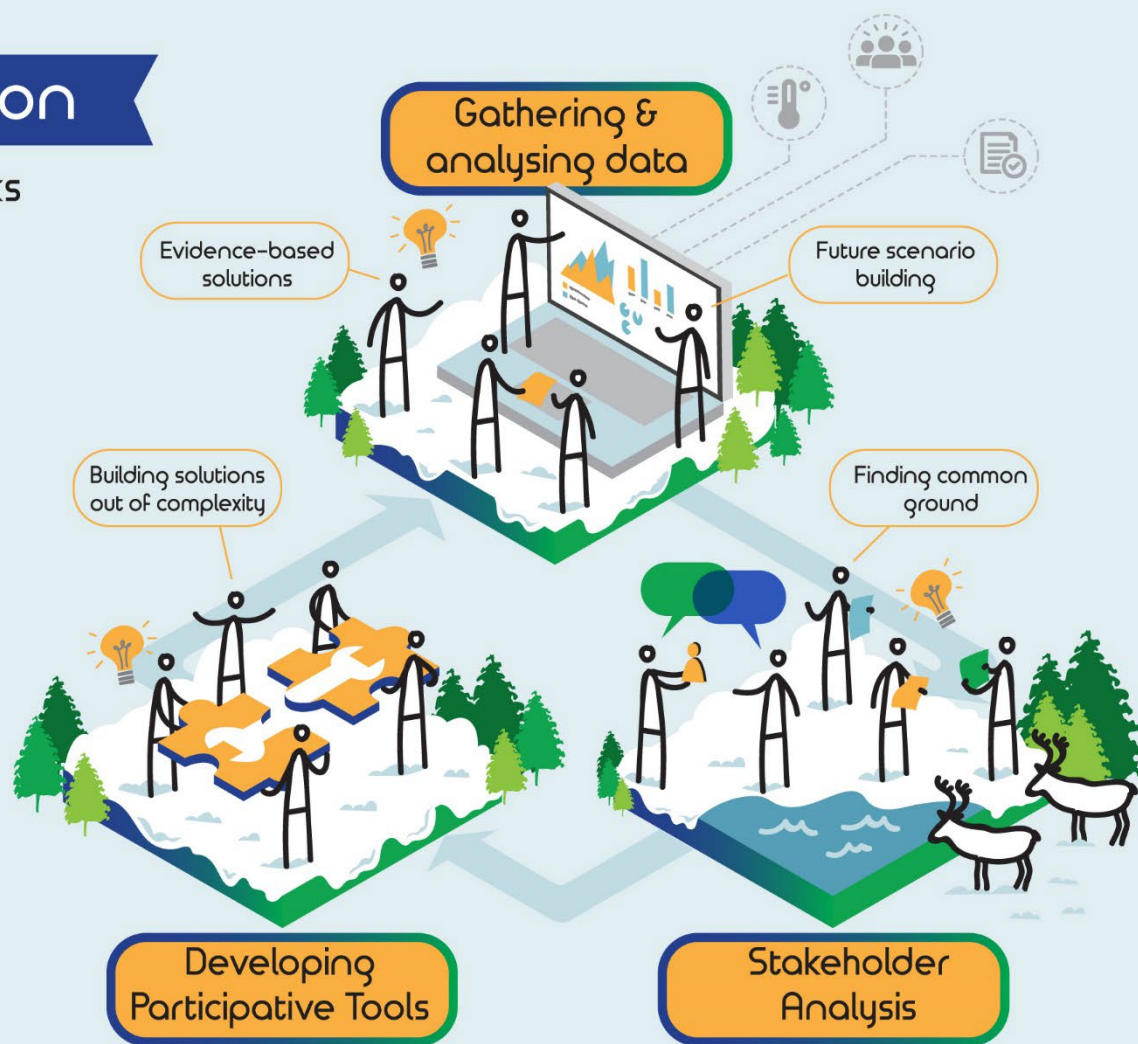 on
ks
Gathering &
analysing data
Evidence-based
solutions
Future scenario
building
Building solutions
out of complexity
Finding common
ground
Developing
Participative Tools
Stakeholder
Analysis